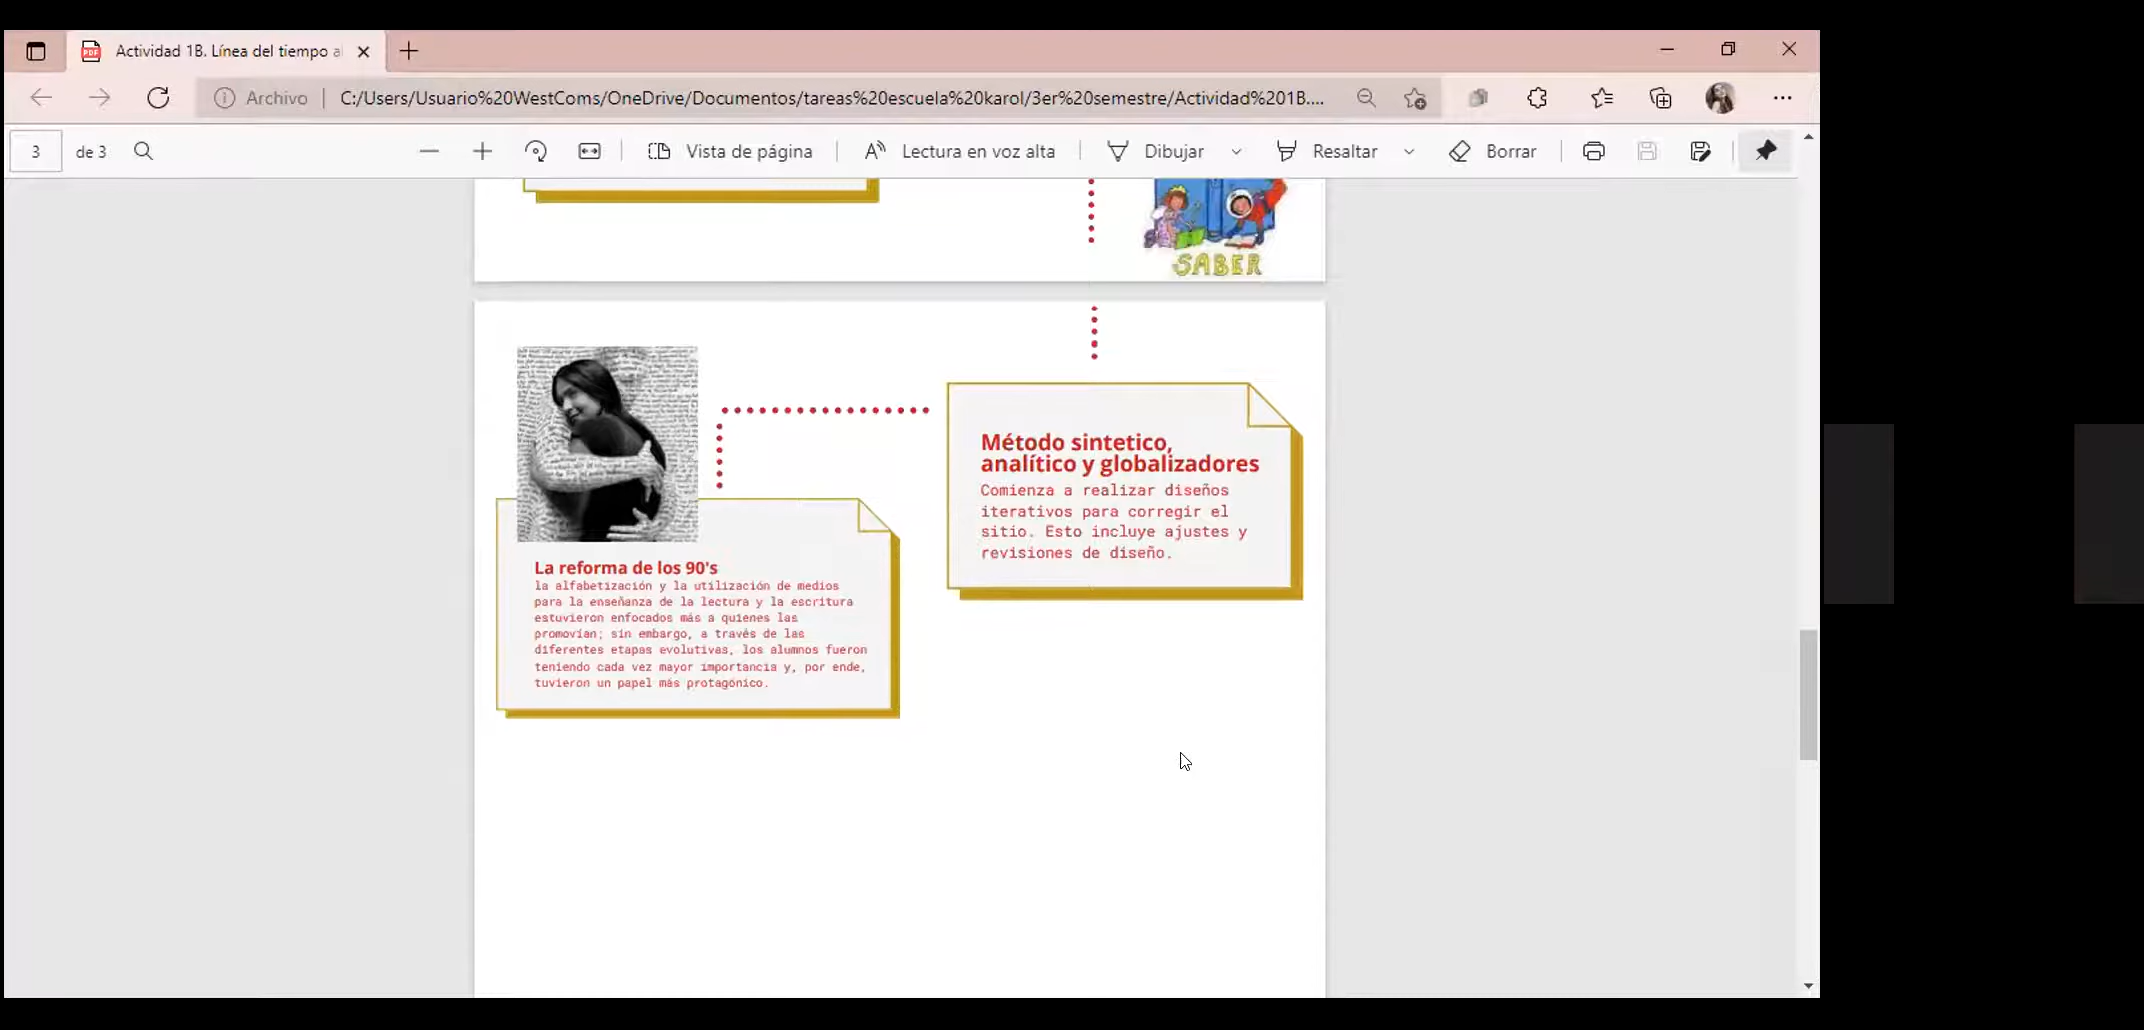 Actividad 1B. Línea del tiempo a
Archivo
C:/Users/Usuario%20WestComs/OneDrive/Documentos/tareas%20escuela%20karol/3er%20semestre/Actividad%201B....
3
de 3
Vista de página
Lectura en voz alta
Dibujar
Resaltar
Borrar
SABER
Método sintetico,
analítico y globalizadores
Comienza a realizar diseños
iterativos para corregir el
sitio. Esto incluye ajustes y
revisiones de diseño.
La reforma de los 90's
la alfabetización y la utilización de medios
para la enseñanza de la lectura y la escritura
estuvieron enfocados más a quienes las
promovían; sin embargo, a través de las
diferentes etapas evolutivas, los alumnos fueron
teniendo cada vez mayor importancia y, por ende,
tuvieron un papel más protagónico.